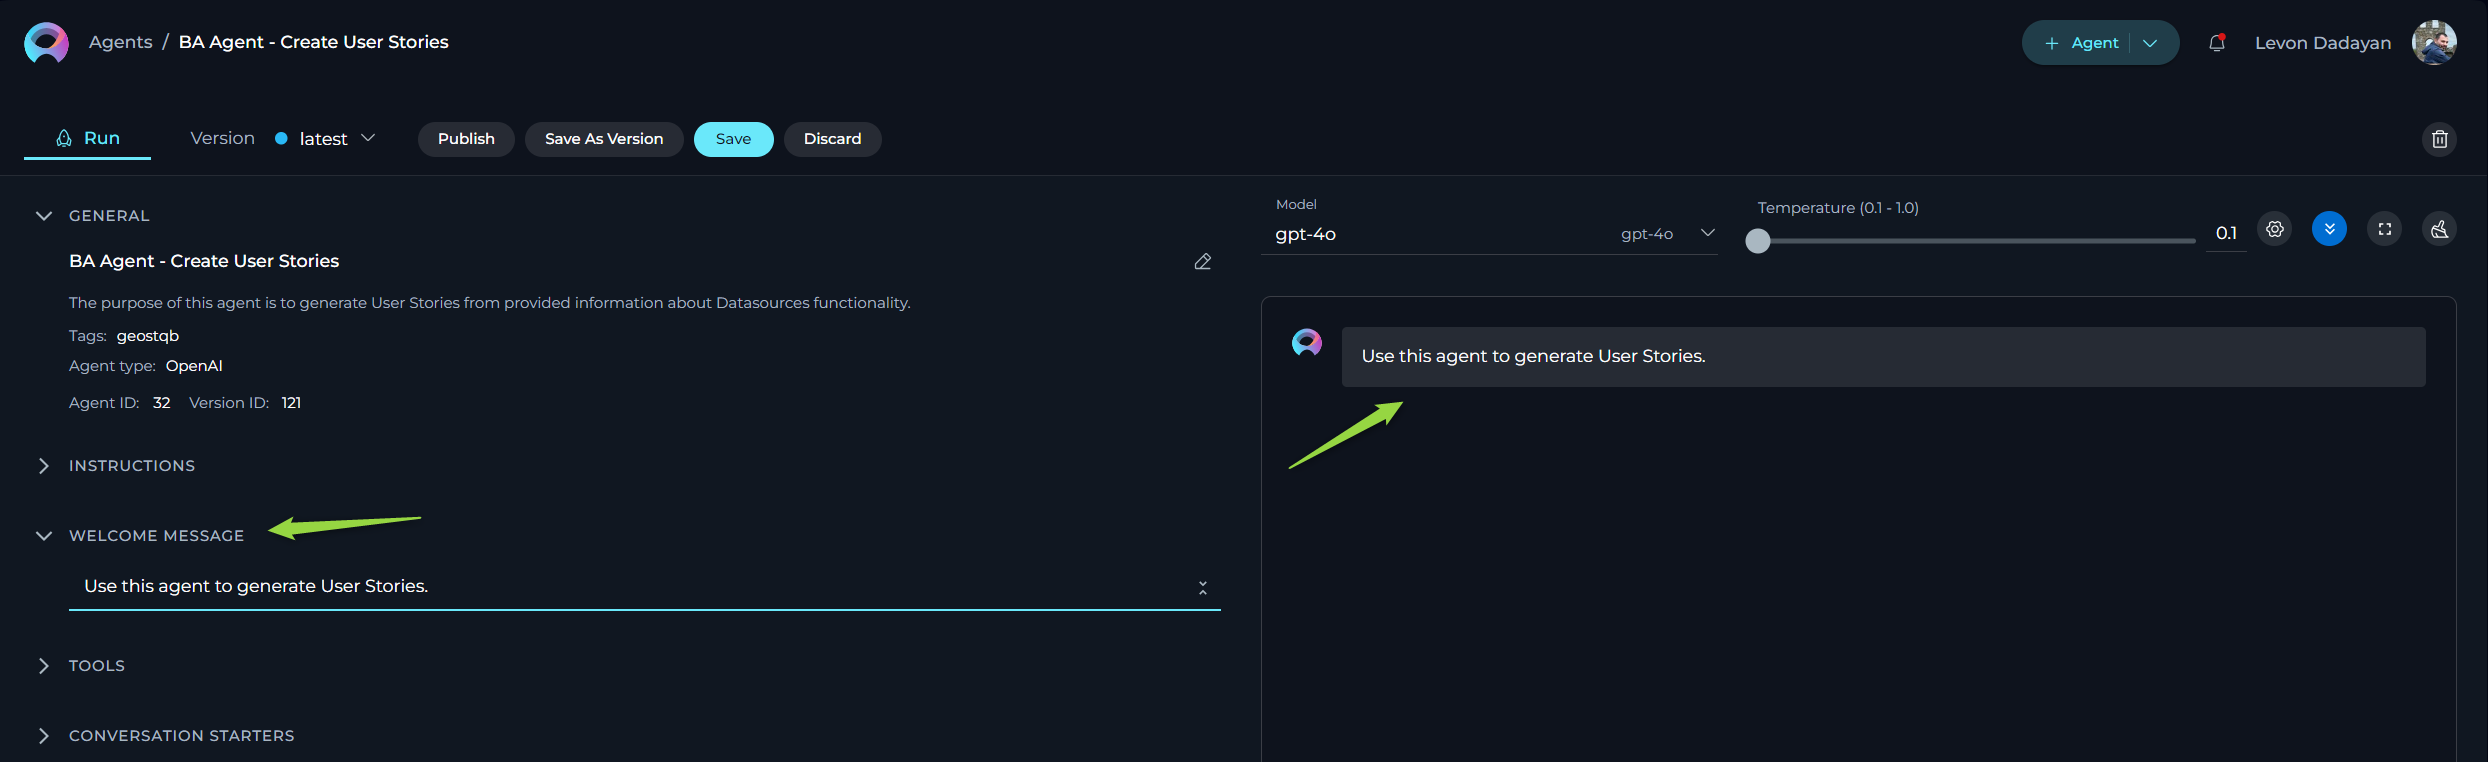 Agents / BA Agent - Create User Stories
+ Agent
Levon Dadayan
Run
Version latest
Publish
Save As Version
Save
Discard
GENERAL
BA Agent - Create User Stories
The purpose of this agent is to generate User Stories from provided information about Datasources functionality.
Tags: geostqb
Agent type: OpenAI
Agent ID: 32 Version ID: 121
INSTRUCTIONS
WELCOME MESSAGE
Use this agent to generate User Stories.
TOOLS
CONVERSATION STARTERS
Model
gpt-4o gpt-4o
Temperature (0.1 - 1.0)
0.1
Use this agent to generate User Stories.